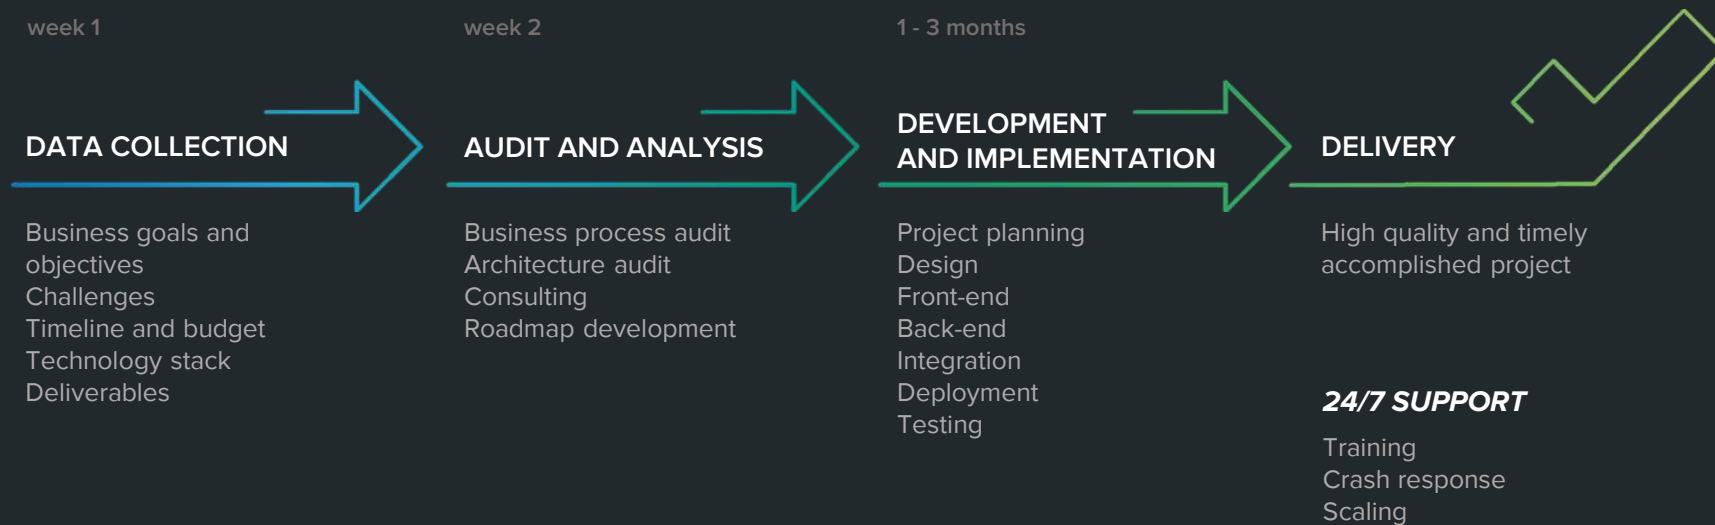 week 1
DATA COLLECTION
Business goals and
objectives
Challenges
Timeline and budget
Technology stack
Deliverables
week 2
AUDIT AND ANALYSIS
Business process audit
Architecture audit
Consulting
Roadmap development
1 - 3 months
DEVELOPMENT
AND IMPLEMENTATION
Project planning
Design
Front-end
Back-end
Integration
Deployment
Testing
DELIVERY
High quality and timely
accomplished project
24/7 SUPPORT
Training
Crash response
Scaling